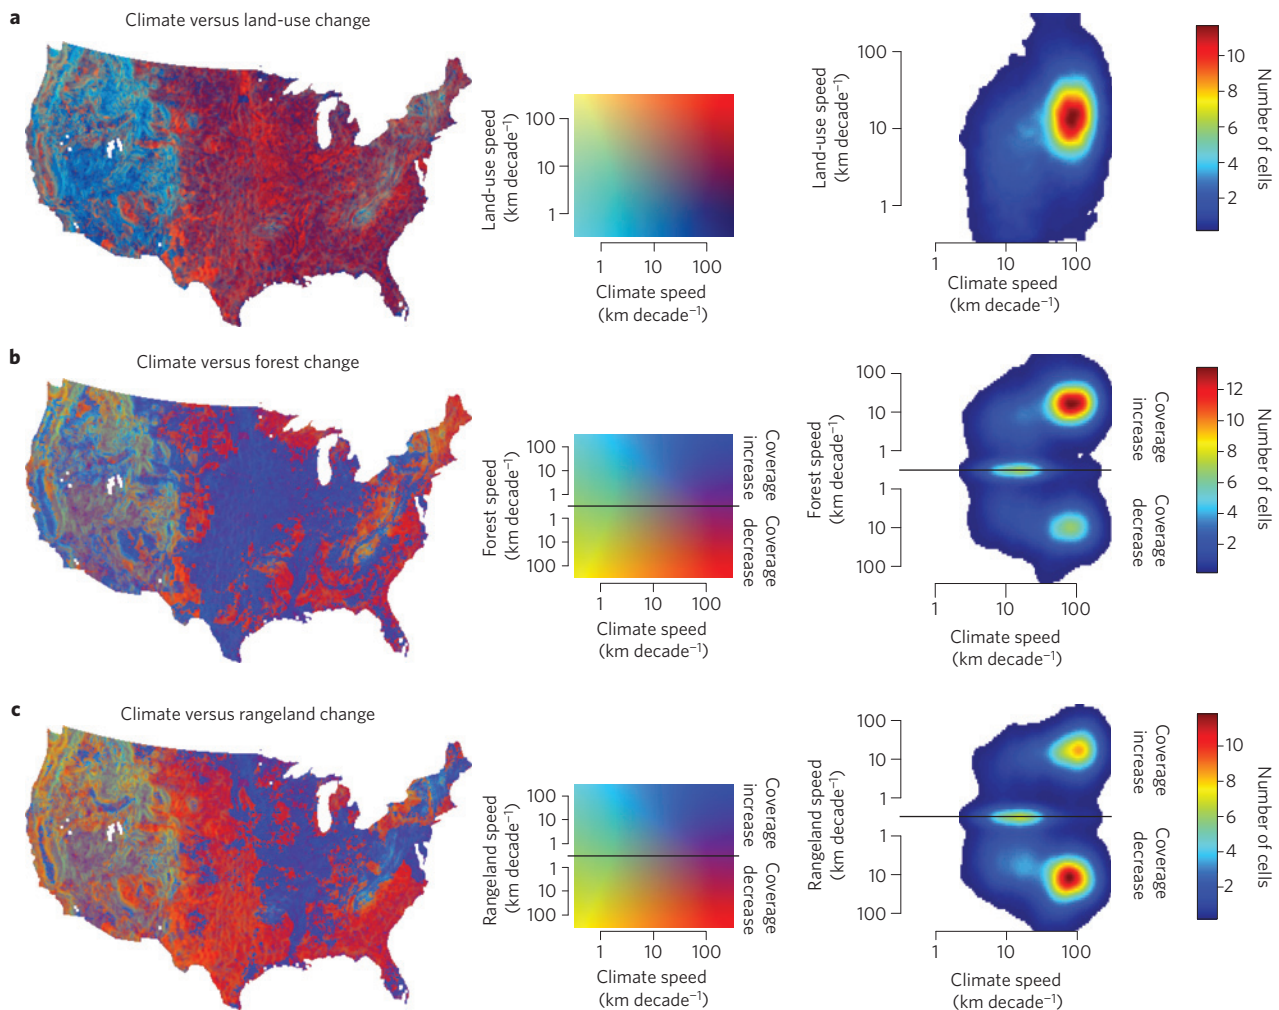 a
Climate versus land-use change
Land-use speed
(km decade⁻¹)
100
10
1
1
10
100
Climate speed
(km decade⁻¹)
Land-use speed
(km decade⁻¹)
100
10
1
1
10
100
Climate speed
(km decade⁻¹)
10
8
6
4
2
Number of cells
b
Climate versus forest change
Forest speed
(km decade⁻¹)
100
10
1
1
10
100
Coverage
increase
Coverage
decrease
1
10
100
Climate speed
(km decade⁻¹)
Forest speed
(km decade⁻¹)
100
10
1
1
10
100
Coverage
increase
Coverage
decrease
1
10
100
Climate speed
(km decade⁻¹)
12
10
8
6
4
2
Number of cells
c
Climate versus rangeland change
Rangeland speed
(km decade⁻¹)
100
10
1
1
10
100
Coverage
increase
Coverage
decrease
1
10
100
Climate speed
(km decade⁻¹)
Rangeland speed
(km decade⁻¹)
100
10
1
1
10
100
Coverage
increase
Coverage
decrease
1
10
100
Climate speed
(km decade⁻¹)
10
8
6
4
2
Number of cells